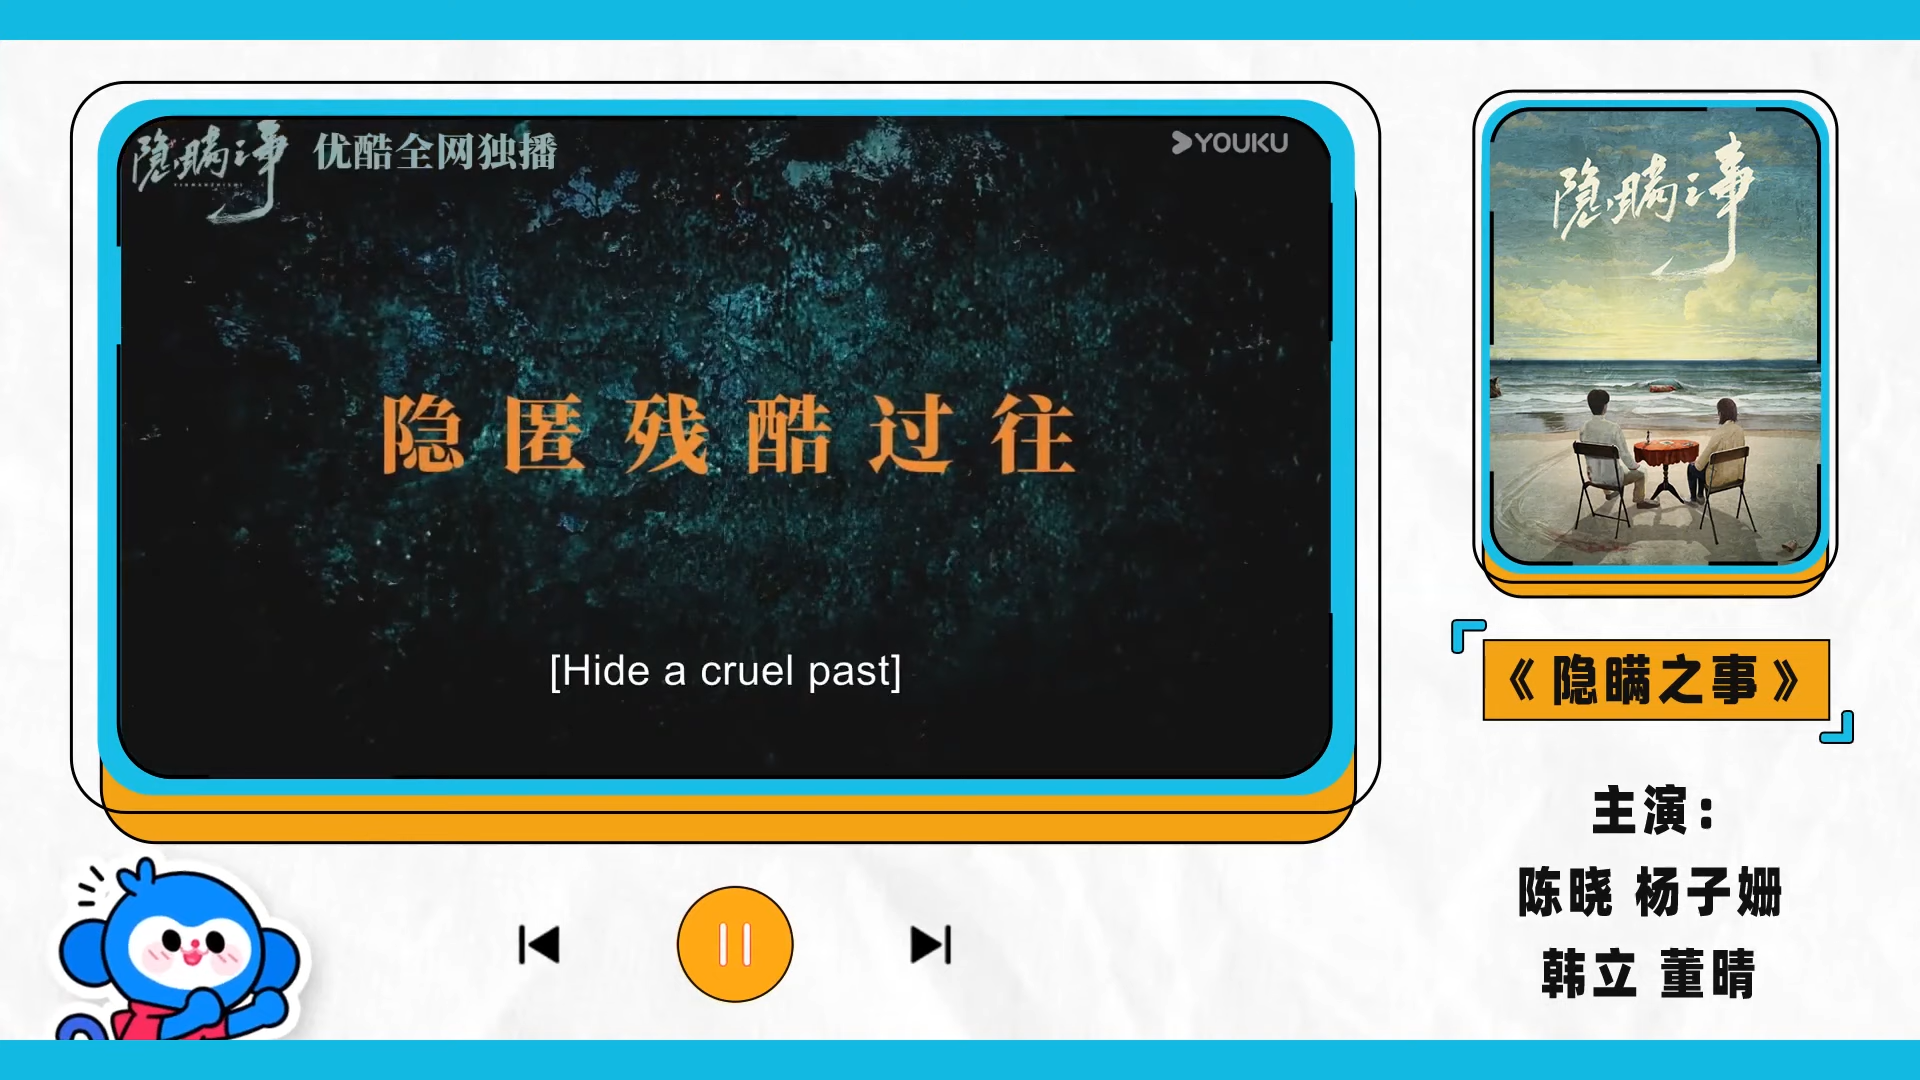 隐瞒之事 优酷全网独播
YINMANZHISHI
YOUKU
隐匿残酷过往
[Hide a cruel past]
隐瞒之事
《隐瞒之事》
主演：
陈晓 杨子姗
韩立 董晴